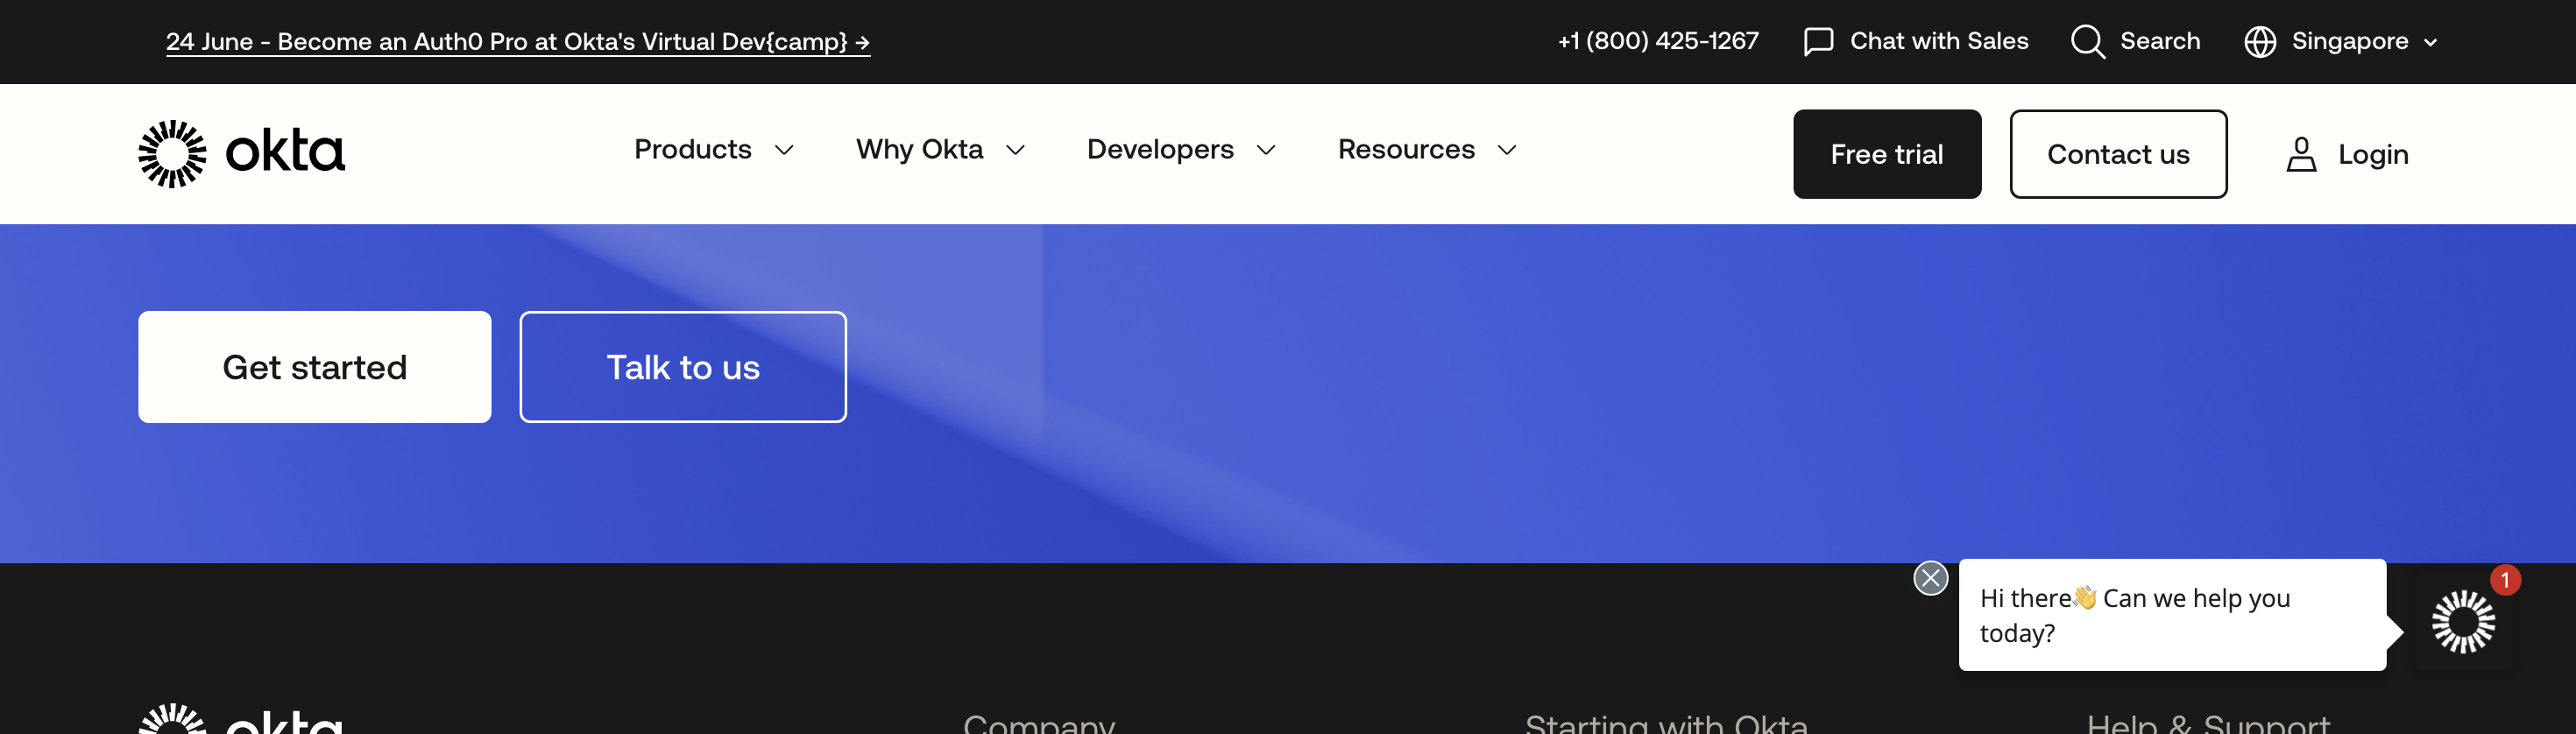 24 June - Become an Auth0 Pro at Okta's Virtual Dev{camp} →
+1 (800) 425-1267
Chat with Sales
Search
Singapore
okta
Products
Why Okta
Developers
Resources
Free trial
Contact us
Login
Get started
Talk to us
1
Hi there👋 Can we help you
today?
okta
Company
Starting with Okta
Help & Support